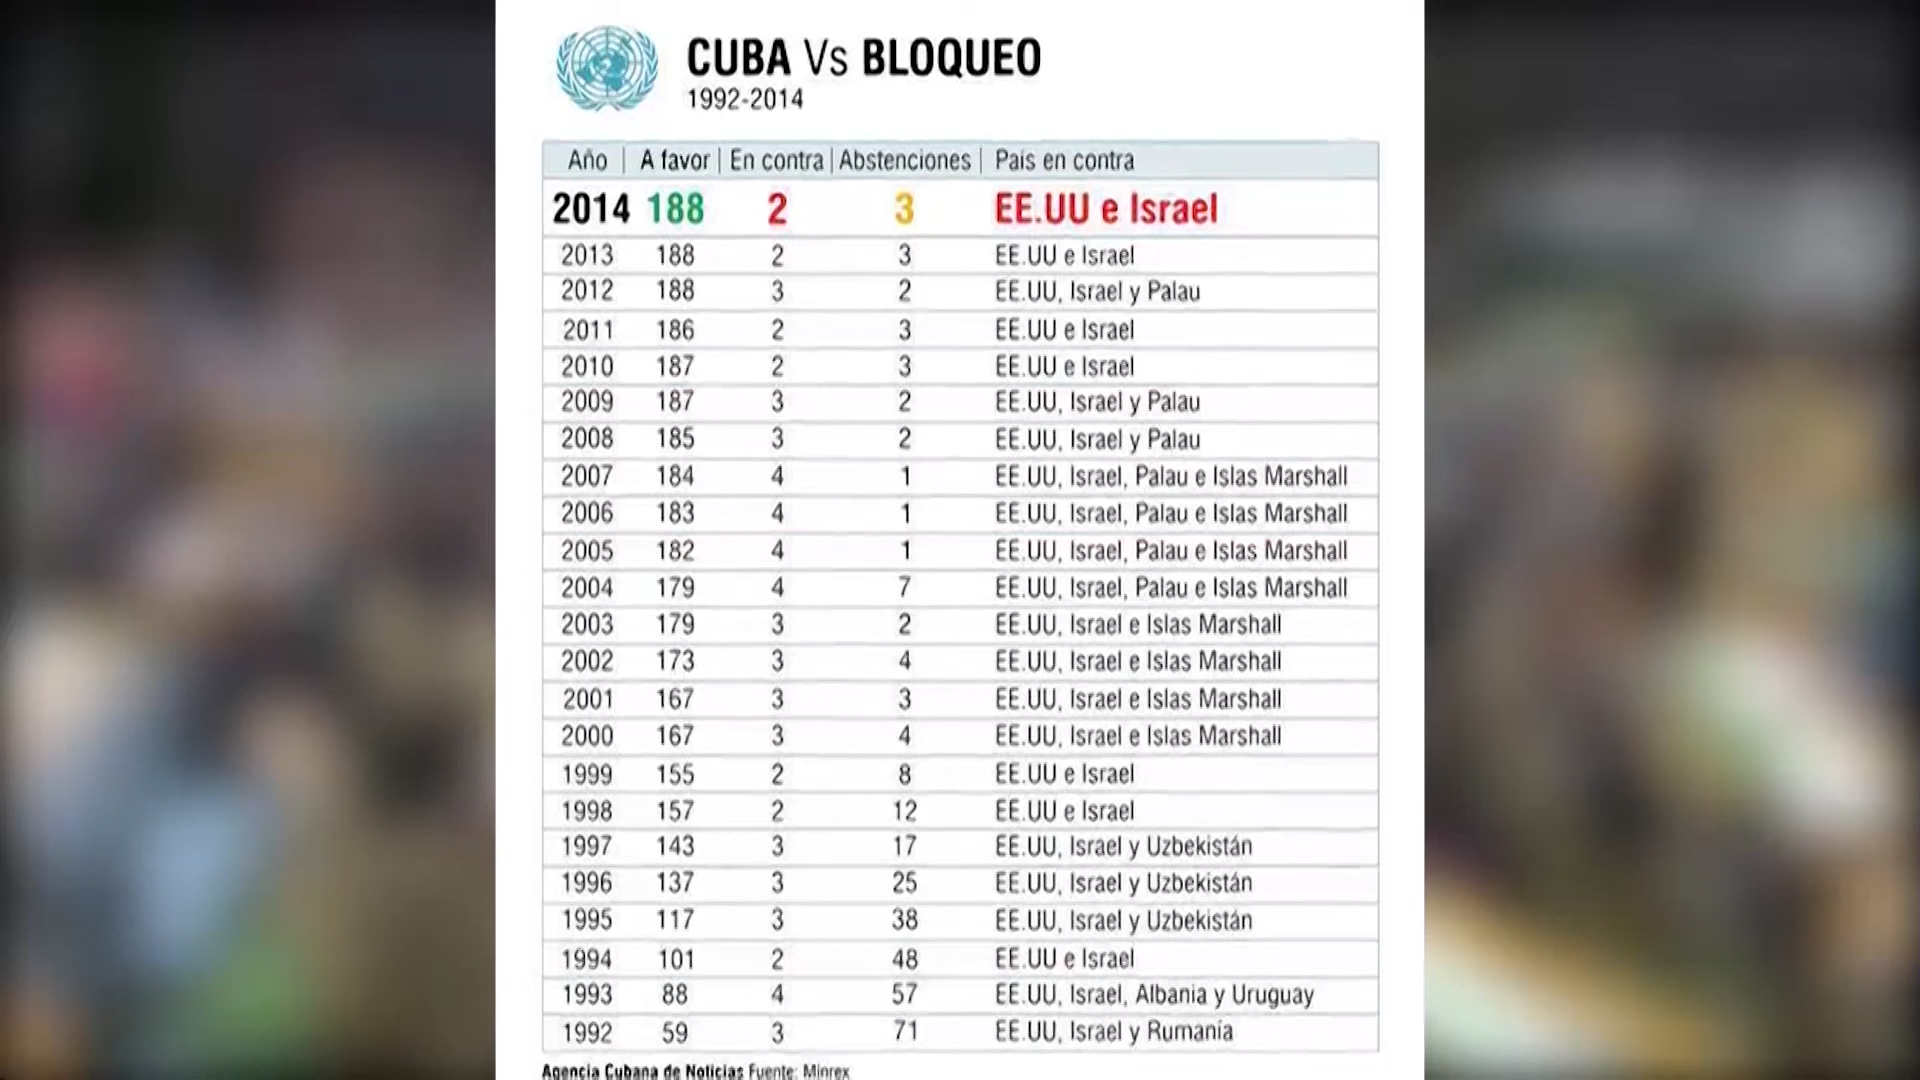 CUBA Vs BLOQUEO
1992-2014
Año | A favor | En contra | Abstenciones | País en contra
2014 188 2 3 EE.UU e Israel
2013 188 2 3 EE.UU e Israel
2012 188 3 2 EE.UU, Israel y Palau
2011 186 2 3 EE.UU e Israel
2010 187 2 3 EE.UU e Israel
2009 187 3 2 EE.UU, Israel y Palau
2008 185 3 2 EE.UU, Israel y Palau
2007 184 4 1 EE.UU, Israel, Palau e Islas Marshall
2006 183 4 1 EE.UU, Israel, Palau e Islas Marshall
2005 182 4 1 EE.UU, Israel, Palau e Islas Marshall
2004 179 4 7 EE.UU, Israel, Palau e Islas Marshall
2003 179 3 2 EE.UU, Israel e Islas Marshall
2002 173 3 4 EE.UU, Israel e Islas Marshall
2001 167 3 3 EE.UU, Israel e Islas Marshall
2000 167 3 4 EE.UU, Israel e Islas Marshall
1999 155 2 8 EE.UU e Israel
1998 157 2 12 EE.UU e Israel
1997 143 3 17 EE.UU, Israel y Uzbekistán
1996 137 3 25 EE.UU, Israel y Uzbekistán
1995 117 3 38 EE.UU, Israel y Uzbekistán
1994 101 2 48 EE.UU e Israel
1993 88 4 57 EE.UU, Israel, Albania y Uruguay
1992 59 3 71 EE.UU, Israel y Rumanía
Agencia Cubana de Noticias Fuente: Minrex